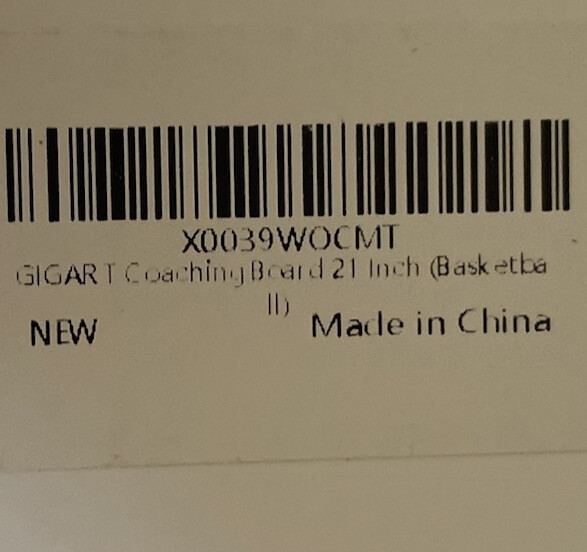 X0039WOCMT
GIGART Coaching Board 21 Inch (Basketba
ll)
NEW
Made in China